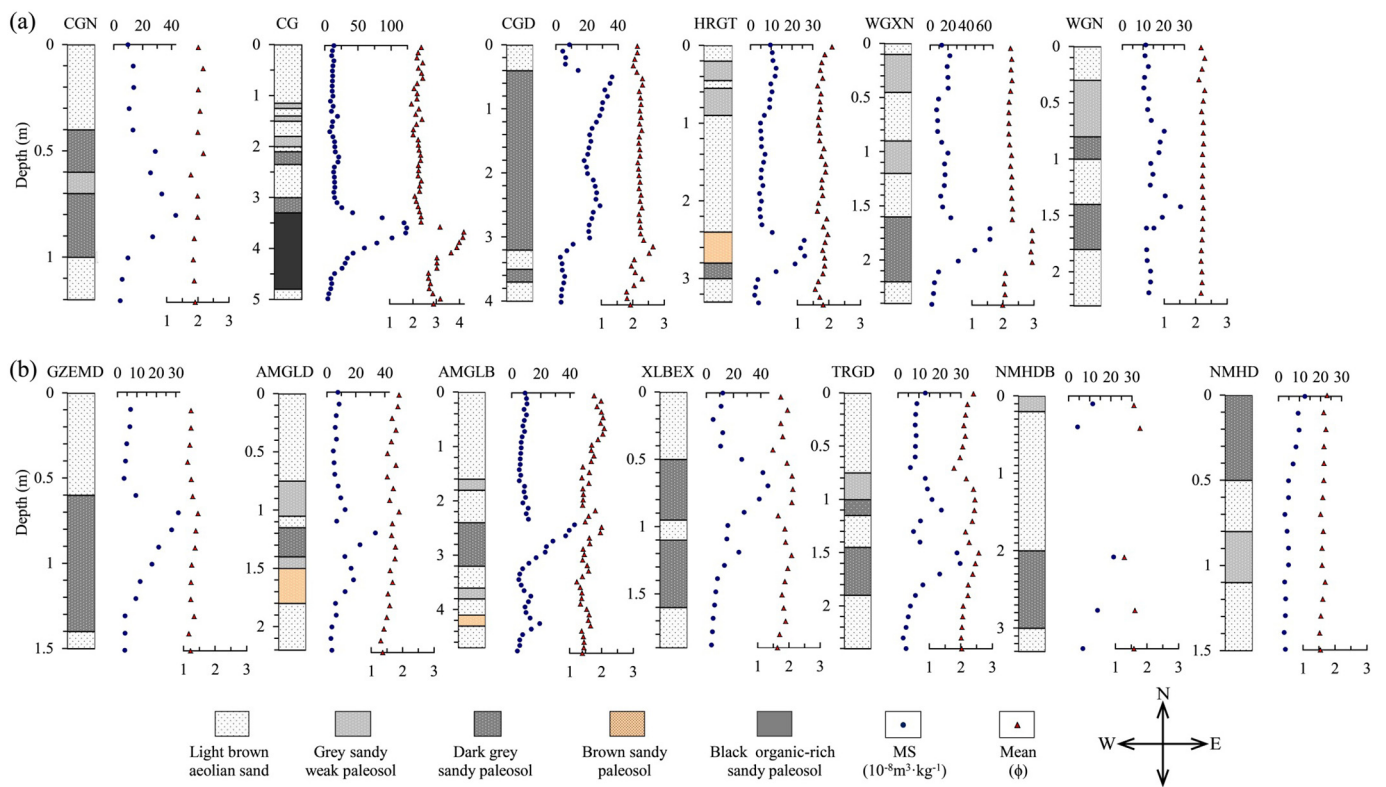 (a) CGN CG CGD HRGT WGXN WGN
0 20 40
0 50 100
0 20 40
0 10 20 30
0 20 40 60
0 10 20 30
Depth (m)
0
0.5
1
1 2 3
0
1
2
3
4
5
1 2 3 4
0
1
2
3
4
1 2 3
0
1
2
3
1 2 3
0
0.5
1
1.5
2
1 2 3
0
0.5
1
1.5
2
1 2 3
(b) GZEMD AMGLD AMGLB XLBEX TRGD NMHDB NMHD
0 10 20 30
0 20 40
0 20 40
0 20 40
0 10 20 30
0 10 20 30
0 10 20 30
Depth (m)
0
0.5
1
1.5
1 2 3
0
0.5
1
1.5
2
1 2 3
0
1
2
3
4
1 2 3
0
0.5
1
1.5
1 2 3
0
0.5
1
1.5
2
1 2 3
0
1
2
3
1 2 3
0
0.5
1
1.5
1 2 3
Light brown
aeolian sand
Grey sandy
weak paleosol
Dark grey
sandy paleosol
Brown sandy
paleosol
Black organic-rich
sandy paleosol
MS
(10⁻⁸m³·kg⁻¹)
Mean
(ϕ)
N
W E
S